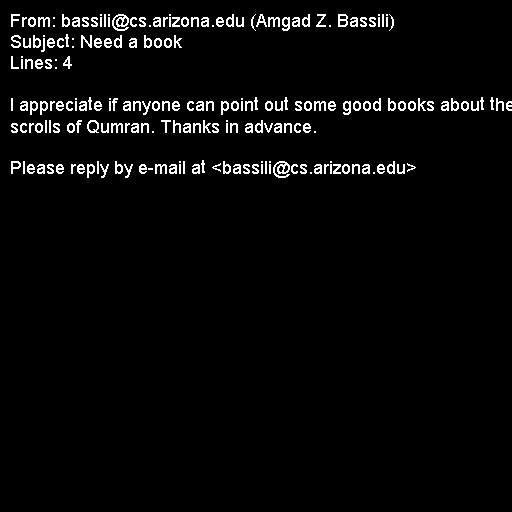 From: bassili@cs.arizona.edu (Amgad Z. Bassili)
Subject: Need a book
Lines: 4
I appreciate if anyone can point out some good books about the
scrolls of Qumran. Thanks in advance.
Please reply by e-mail at <bassili@cs.arizona.edu>